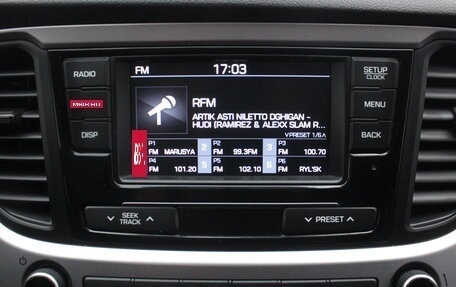 FM 17:03
RADIO
SETUP
CLOCK
RFM
MENU
ARTIK ASTI NILETTO DGHIGAN -
HUDI (RAMIREZ & ALEXX SLAM R...
DISP
BACK
PRESET 1/6
P1 P2 P3
FM MARUSYA 2 FM 99.3FM 3 FM 100.70
P4 P5 P6
FM 101.20 5 FM 102.10 6 FM RYL'SK
SEEK
TRACK
PRESET